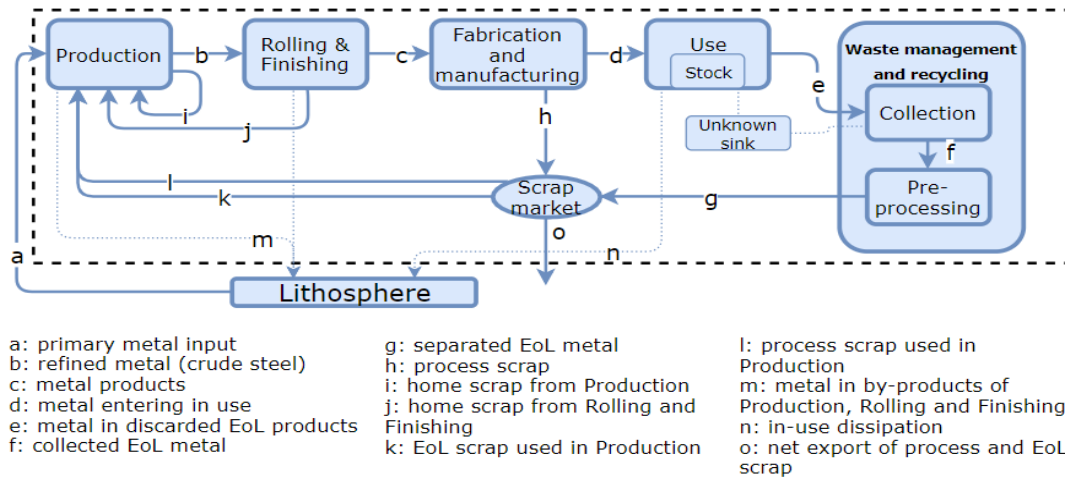 Production
b
Rolling &
Finishing
c
Fabrication
and
manufacturing
d
Use
Stock
e
Waste management
and recycling
Collection
Unknown
sink
f
Pre-
processing
i
j
h
l
k
Scrap
market
g
o
m
n
a
Lithosphere
a: primary metal input
b: refined metal (crude steel)
c: metal products
d: metal entering in use
e: metal in discarded EoL products
f: collected EoL metal
g: separated EoL metal
h: process scrap
i: home scrap from Production
j: home scrap from Rolling and
Finishing
k: EoL scrap used in Production
l: process scrap used in
Production
m: metal in by-products of
Production, Rolling and Finishing
n: in-use dissipation
o: net export of process and EoL
scrap